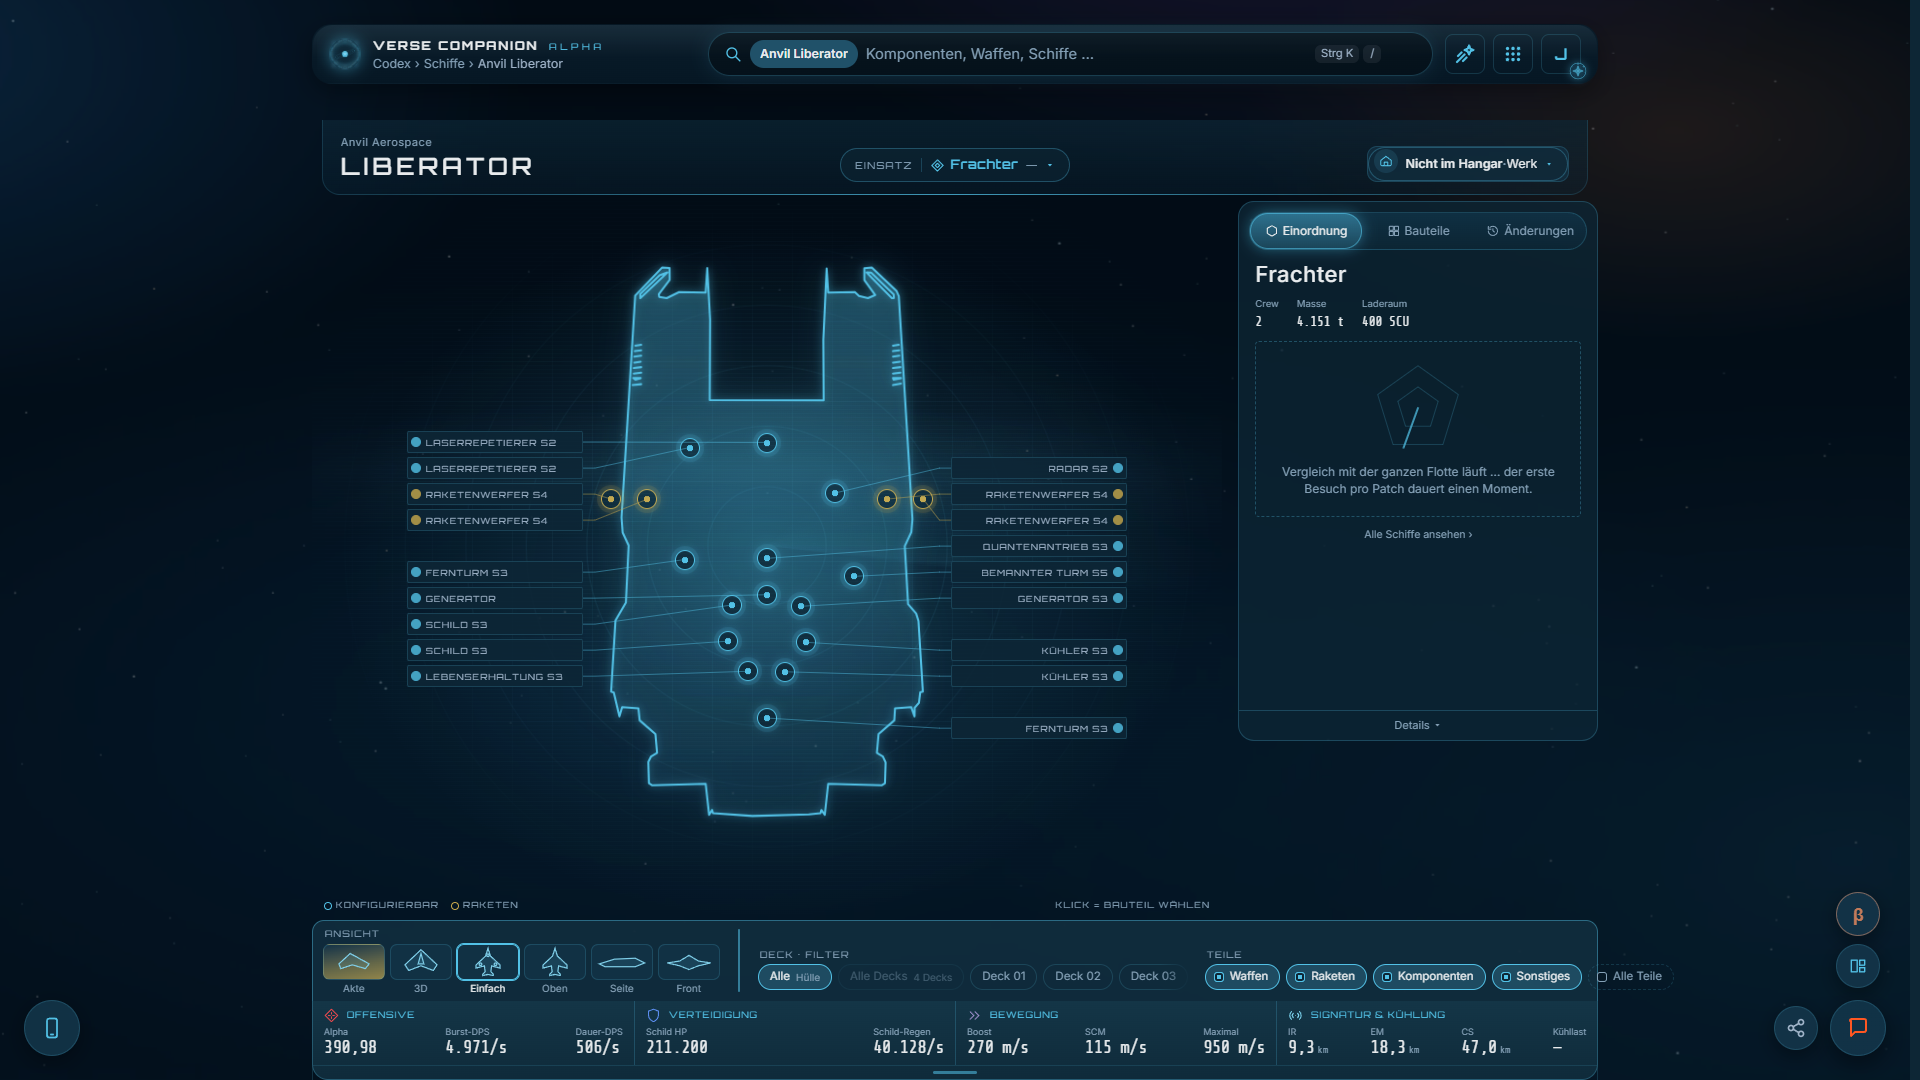 VERSE COMPANION ALPHA
Codex › Schiffe › Anvil Liberator
Anvil Liberator Komponenten, Waffen, Schiffe ... Strg K /
Anvil Aerospace
LIBERATOR
EINSATZ Frachter —
Nicht im Hangar·Werk
Einordnung Bauteile Änderungen
Frachter
Crew Masse Laderaum
2 4.151 t 400 SCU
Vergleich mit der ganzen Flotte läuft ... der erste
Besuch pro Patch dauert einen Moment.
Alle Schiffe ansehen ›
Details
LASERREPETIERER S2
LASERREPETIERER S2
RAKETENWERFER S4
RAKETENWERFER S4
FERNTURM S3
GENERATOR
SCHILD S3
SCHILD S3
LEBENSERHALTUNG S3
RADAR S2
RAKETENWERFER S4
RAKETENWERFER S4
QUANTENANTRIEB S3
BEMANNTER TURM S5
GENERATOR S3
KÜHLER S3
KÜHLER S3
FERNTURM S3
KONFIGURIERBAR RAKETEN
KLICK = BAUTEIL WÄHLEN
ANSICHT
Akte 3D Einfach Oben Seite Front
DECK · FILTER
Alle Hülle Alle Decks 4 Decks Deck 01 Deck 02 Deck 03
TEILE
Waffen Raketen Komponenten Sonstiges Alle Teile
OFFENSIVE
Alpha Burst-DPS Dauer-DPS
390,98 4.971/s 506/s
VERTEIDIGUNG
Schild HP Schild-Regen
211.200 40.128/s
BEWEGUNG
Boost SCM Maximal
270 m/s 115 m/s 950 m/s
SIGNATUR & KÜHLUNG
IR EM CS Kühllast
9,3 km 18,3 km 47,0 km —
β